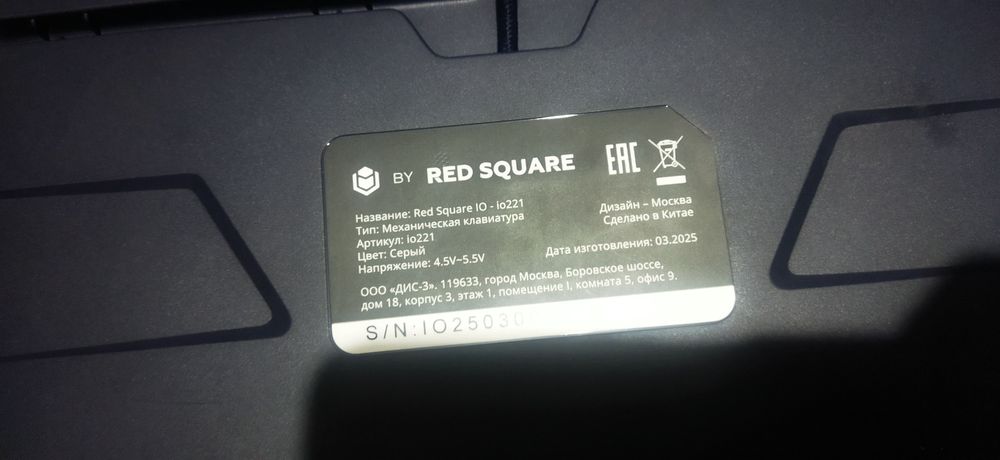 BY RED SQUARE EAC
Название: Red Square IO - io221
Тип: Механическая клавиатура
Артикул: io221
Цвет: Серый
Напряжение: 4.5V~5.5V
Дизайн – Москва
Сделано в Китае
Дата изготовления: 03.2025
ООО «ДИС-3». 119633, город Москва, Боровское шоссе,
дом 18, корпус 3, этаж 1, помещение I, комната 5, офис 9.
S/N:IO25030